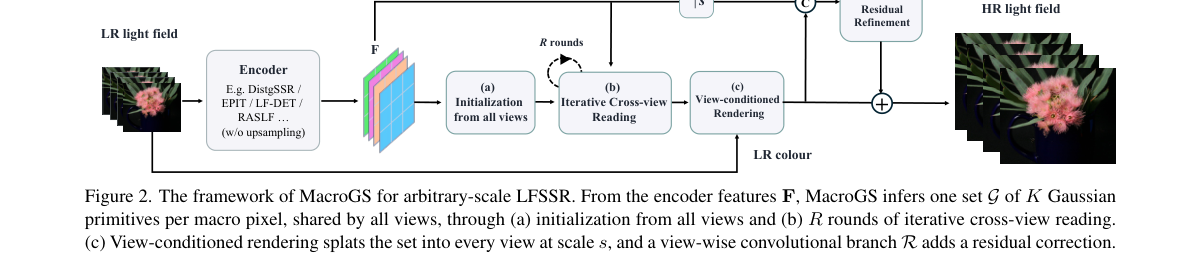 ↑s
C
Residual
Refinement
HR light field
LR light field
F
R rounds
Encoder
E.g. DistgSSR /
EPIT / LF-DET /
RASLF ...
(w/o upsampling)
(a)
Initialization
from all views
(b)
Iterative Cross-view
Reading
(c)
View-conditioned
Rendering
+
LR colour
Figure 2. The framework of MacroGS for arbitrary-scale LFSSR. From the encoder features F, MacroGS infers one set 𝒢 of K Gaussian
primitives per macro pixel, shared by all views, through (a) initialization from all views and (b) R rounds of iterative cross-view reading.
(c) View-conditioned rendering splats the set into every view at scale s, and a view-wise convolutional branch ℛ adds a residual correction.